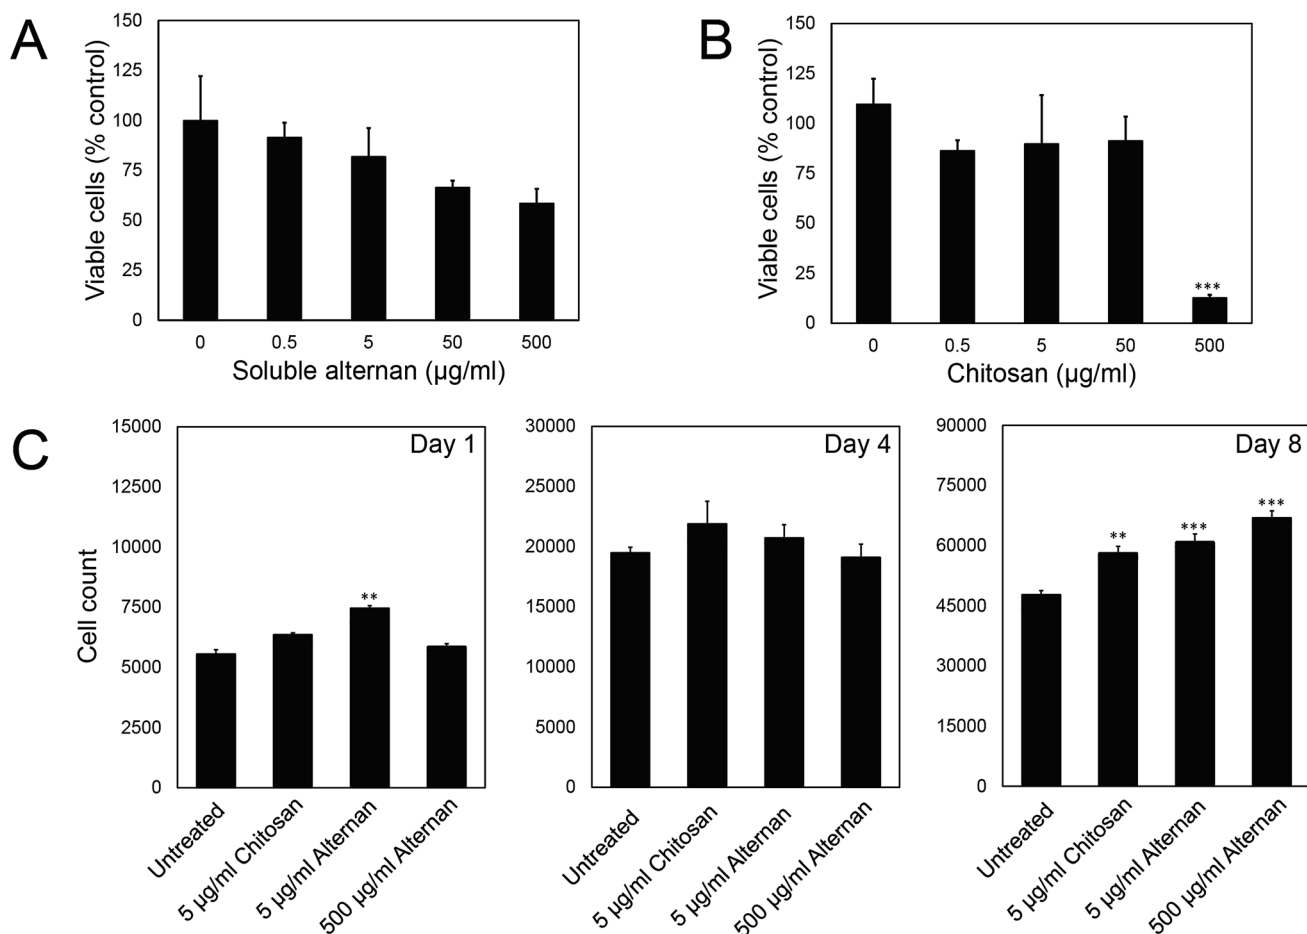 A
Viable cells (% control)
150
125
100
75
50
25
0
0 0.5 5 50 500
Soluble alternan (µg/ml)
B
Viable cells (% control)
150
125
100
75
50
25
0
***
0 0.5 5 50 500
Chitosan (µg/ml)
C
Cell count
Day 1
15000
12500
10000
7500
5000
2500
0
**
Untreated
5 µg/ml Chitosan
5 µg/ml Alternan
500 µg/ml Alternan
Day 4
30000
25000
20000
15000
10000
5000
0
Untreated
5 µg/ml Chitosan
5 µg/ml Alternan
500 µg/ml Alternan
Day 8
90000
75000
60000
45000
30000
15000
0
** *** ***
Untreated
5 µg/ml Chitosan
5 µg/ml Alternan
500 µg/ml Alternan